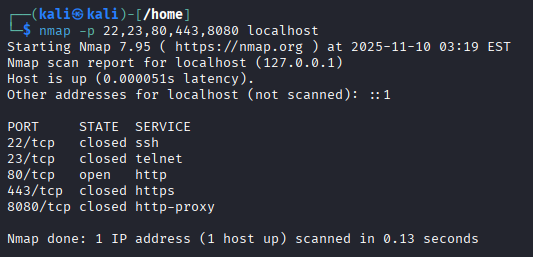 ┌──(kali㉿kali)-[/home]
└─$ nmap -p 22,23,80,443,8080 localhost
Starting Nmap 7.95 ( https://nmap.org ) at 2025-11-10 03:19 EST
Nmap scan report for localhost (127.0.0.1)
Host is up (0.000051s latency).
Other addresses for localhost (not scanned): ::1
PORT     STATE  SERVICE
22/tcp   closed ssh
23/tcp   closed telnet
80/tcp   open   http
443/tcp  closed https
8080/tcp closed http-proxy
Nmap done: 1 IP address (1 host up) scanned in 0.13 seconds